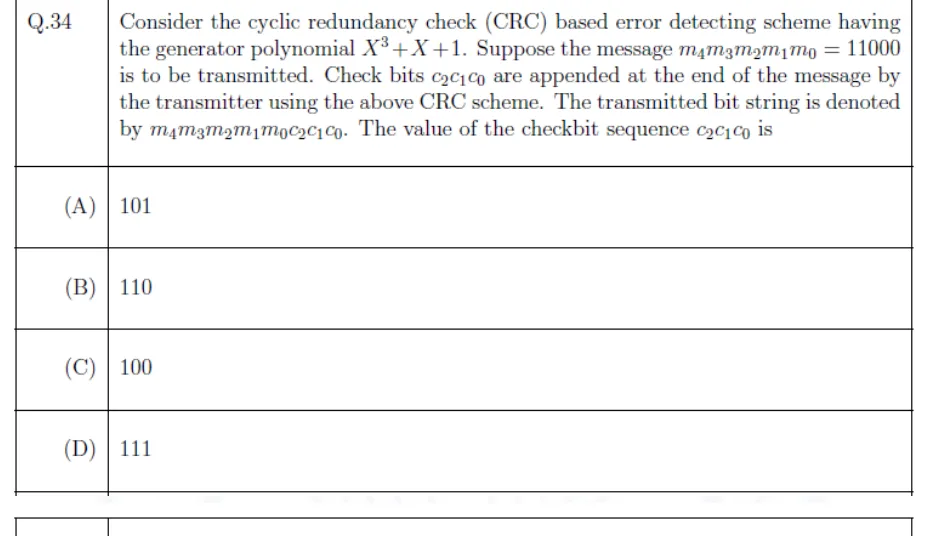 Q.34 Consider the cyclic redundancy check (CRC) based error detecting scheme having
the generator polynomial X³+X+1. Suppose the message m₄m₃m₂m₁m₀ = 11000
is to be transmitted. Check bits c₂c₁c₀ are appended at the end of the message by
the transmitter using the above CRC scheme. The transmitted bit string is denoted
by m₄m₃m₂m₁m₀c₂c₁c₀. The value of the checkbit sequence c₂c₁c₀ is
(A) 101
(B) 110
(C) 100
(D) 111